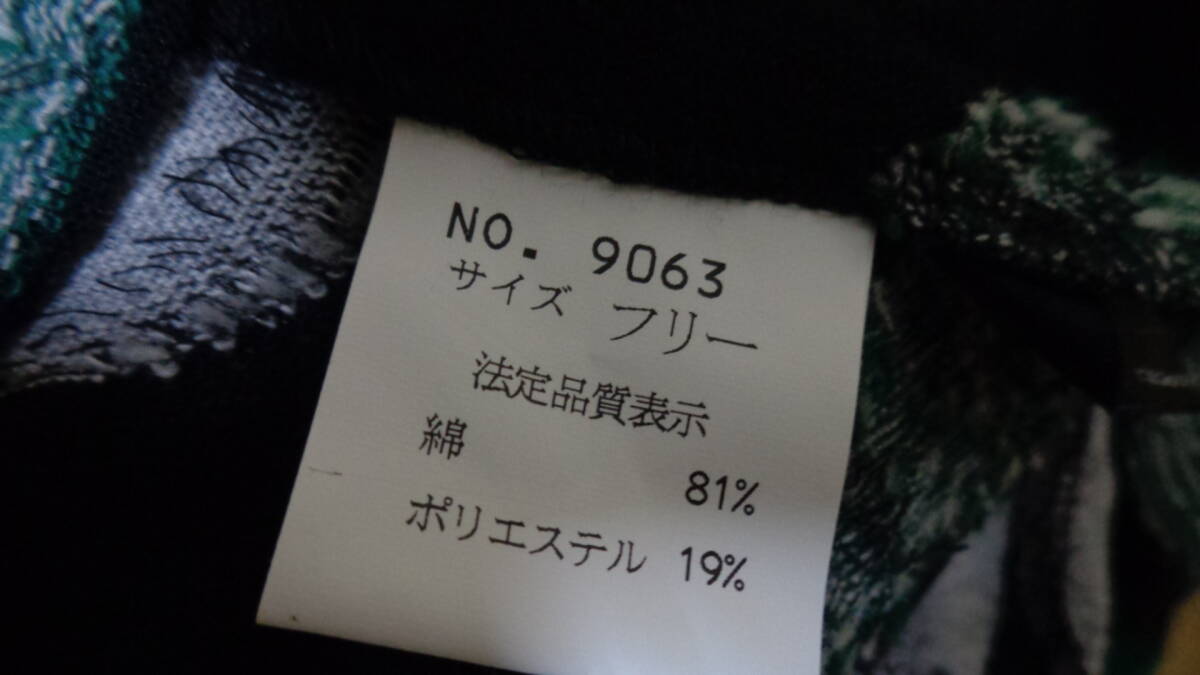 NO. 9063
サイズ フリー
法定品質表示
綿 81%
ポリエステル 19%